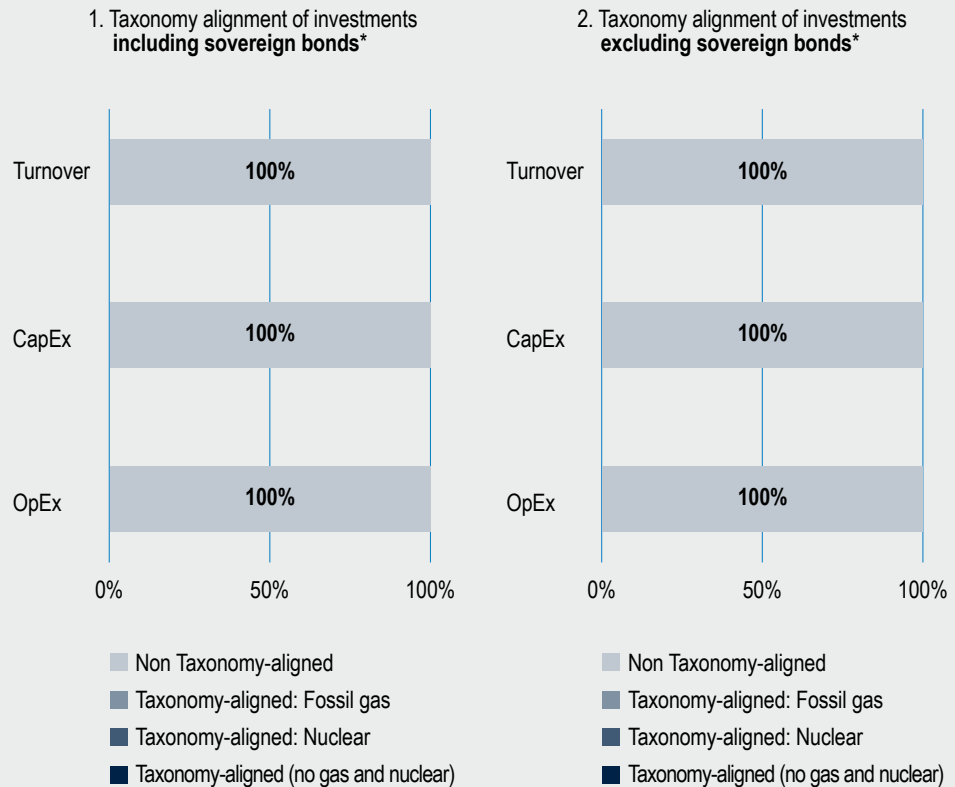 1. Taxonomy alignment of investments
including sovereign bonds*
Turnover
100%
CapEx
100%
OpEx
100%
0%
50%
100%
Non Taxonomy-aligned
Taxonomy-aligned: Fossil gas
Taxonomy-aligned: Nuclear
Taxonomy-aligned (no gas and nuclear)
2. Taxonomy alignment of investments
excluding sovereign bonds*
Turnover
100%
CapEx
100%
OpEx
100%
0%
50%
100%
Non Taxonomy-aligned
Taxonomy-aligned: Fossil gas
Taxonomy-aligned: Nuclear
Taxonomy-aligned (no gas and nuclear)